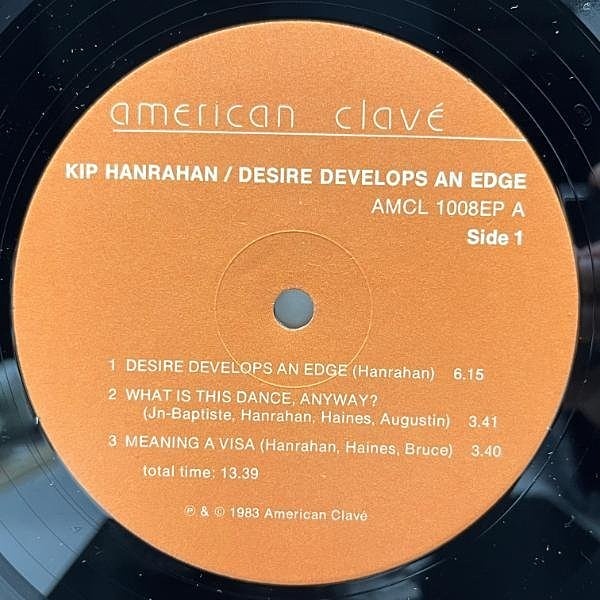 american clavé
KIP HANRAHAN / DESIRE DEVELOPS AN EDGE
AMCL 1008EP A
Side 1
1 DESIRE DEVELOPS AN EDGE (Hanrahan) 6.15
2 WHAT IS THIS DANCE, ANYWAY?
(Jn-Baptiste, Hanrahan, Haines, Augustin) 3.41
3 MEANING A VISA (Hanrahan, Haines, Bruce) 3.40
total time: 13.39
℗ & © 1983 American Clavé